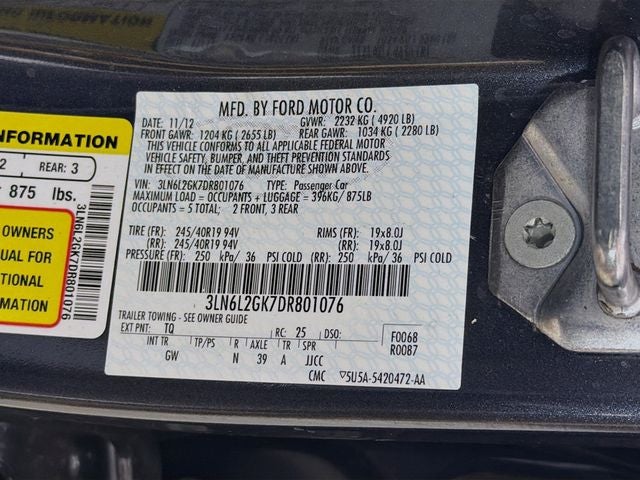 MFD. BY FORD MOTOR CO.
DATE: 11/12 GVWR: 2232 KG ( 4920 LB)
FRONT GAWR: 1204 KG ( 2655 LB) REAR GAWR: 1034 KG ( 2280 LB)
THIS VEHICLE CONFORMS TO ALL APPLICABLE FEDERAL MOTOR
VEHICLE SAFETY, BUMPER, AND THEFT PREVENTION STANDARDS
IN EFFECT ON THE DATE OF MANUFACTURE SHOWN ABOVE.
VIN: 3LN6L2GK7DR801076 TYPE: Passenger Car
MAXIMUM LOAD = OCCUPANTS + LUGGAGE = 396KG/ 875LB
OCCUPANTS = 5 TOTAL; 2 FRONT, 3 REAR
TIRE (FR): 245/40R19 94V RIMS (FR): 19x8.0J
(RR): 245/40R19 94V (RR): 19x8.0J
PRESSURE (FR): 250 kPa/ 36 PSI COLD (RR): 250 kPa/ 36 PSI COLD
3LN6L2GK7DR801076
TRAILER TOWING - SEE OWNER GUIDE
EXT PNT: TQ RC: 25 DSO: F0068
INT TR TP/PS R AXLE TR SPR R0087
GW N 39 A JJCC
CMC ▽5U5A-5420472-AA
NFORMATION
2 REAR: 3
r 875 lbs.
OWNERS
NUAL FOR
TIONAL
MATION
3LN6L2GK7DR801076